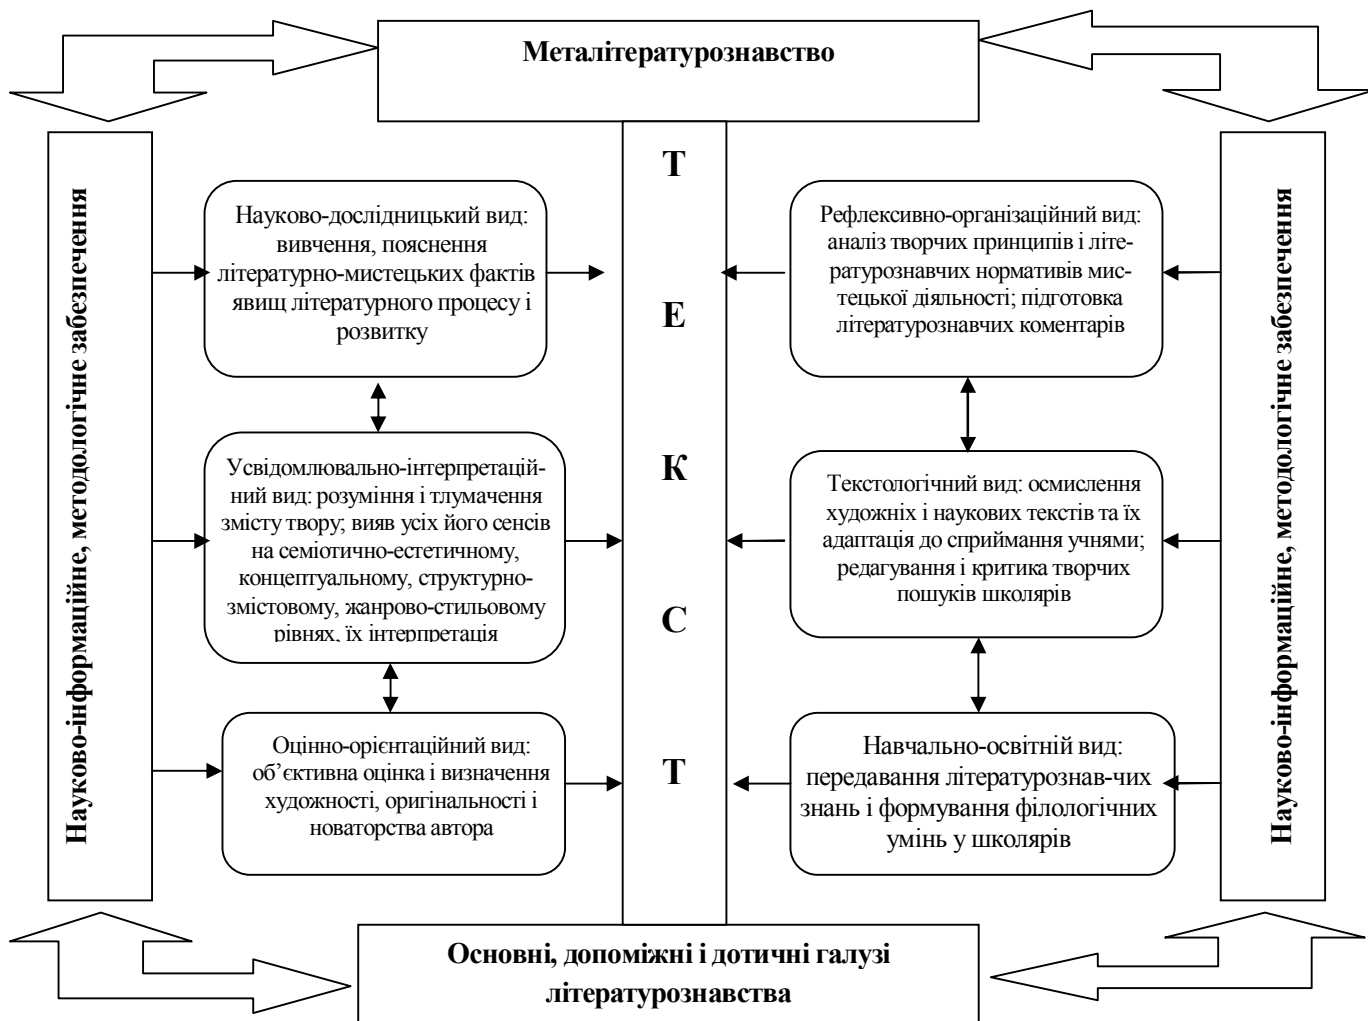 Металітературознавство
Науково-інформаційне, методологічне забезпечення
Науково-дослідницький вид:
вивчення, пояснення
літературно-мистецьких фактів
явищ літературного процесу і
розвитку
Усвідомлювально-інтерпретацій-
ний вид: розуміння і тлумачення
змісту твору; вияв усіх його сенсів
на семіотично-естетичному,
концептуальному, структурно-
змістовому, жанрово-стильовому
рівнях, їх інтерпретація
Оцінно-орієнтаційний вид:
об’єктивна оцінка і визначення
художності, оригінальності і
новаторства автора
Т
Е
К
С
Т
Рефлексивно-організаційний вид:
аналіз творчих принципів і літе-
ратурознавчих нормативів мис-
тецької діяльності; підготовка
літературознавчих коментарів
Текстологічний вид: осмислення
художніх і наукових текстів та їх
адаптація до сприймання учнями;
редагування і критика творчих
пошуків школярів
Навчально-освітній вид:
передавання літературознав-чих
знань і формування філологічних
умінь у школярів
Науково-інформаційне, методологічне забезпечення
Основні, допоміжні і дотичні галузі
літературознавства